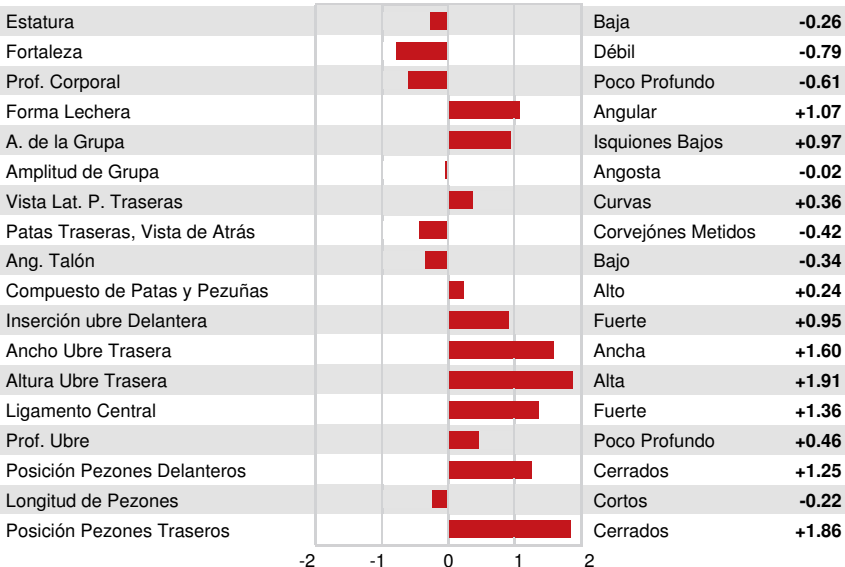 Estatura Baja -0.26
Fortaleza Débil -0.79
Prof. Corporal Poco Profundo -0.61
Forma Lechera Angular +1.07
A. de la Grupa Isquiones Bajos +0.97
Amplitud de Grupa Angosta -0.02
Vista Lat. P. Traseras Curvas +0.36
Patas Traseras, Vista de Atrás Corvejónes Metidos -0.42
Ang. Talón Bajo -0.34
Compuesto de Patas y Pezuñas Alto +0.24
Inserción ubre Delantera Fuerte +0.95
Ancho Ubre Trasera Ancha +1.60
Altura Ubre Trasera Alta +1.91
Ligamento Central Fuerte +1.36
Prof. Ubre Poco Profundo +0.46
Posición Pezones Delanteros Cerrados +1.25
Longitud de Pezones Cortos -0.22
Posición Pezones Traseros Cerrados +1.86
-2 -1 0 1 2